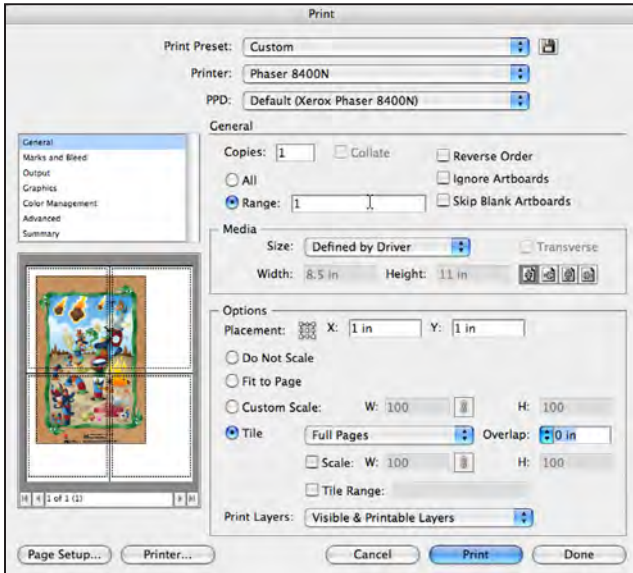 Print
Print Preset: Custom
Printer: Phaser 8400N
PPD: Default (Xerox Phaser 8400N)
General
Marks and Bleed
Output
Graphics
Color Management
Advanced
Summary
1 of 1 (1)
General
Copies: 1 Collate Reverse Order
All Ignore Artboards
Range: 1 Skip Blank Artboards
Media
Size: Defined by Driver Transverse
Width: 8.5 in Height: 11 in
Options
Placement: X: 1 in Y: 1 in
Do Not Scale
Fit to Page
Custom Scale: W: 100 H: 100
Tile Full Pages Overlap: 0 in
Scale: W: 100 H: 100
Tile Range:
Print Layers: Visible & Printable Layers
Page Setup... Printer... Cancel Print Done